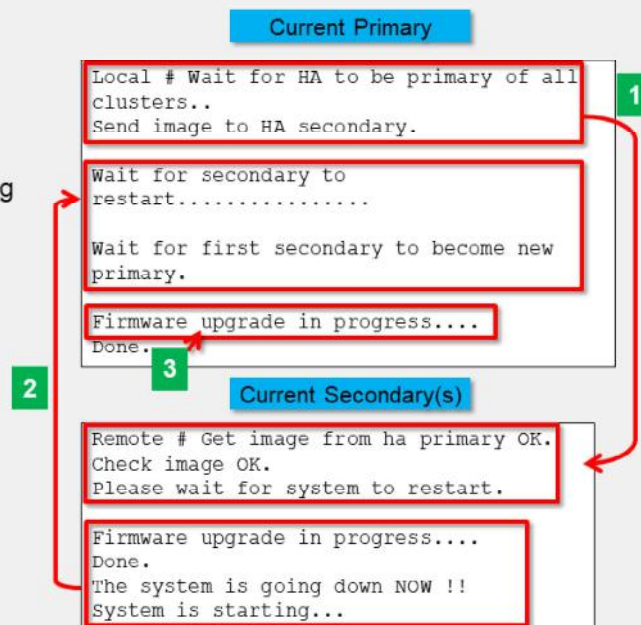 Current Primary
Local # Wait for HA to be primary of all
clusters..
Send image to HA secondary.
1
g
Wait for secondary to
restart................
Wait for first secondary to become new
primary.
Firmware upgrade in progress....
Done.
3
2
Current Secondary(s)
Remote # Get image from ha primary OK.
Check image OK.
Please wait for system to restart.
Firmware upgrade in progress....
Done.
The system is going down NOW !!
System is starting...